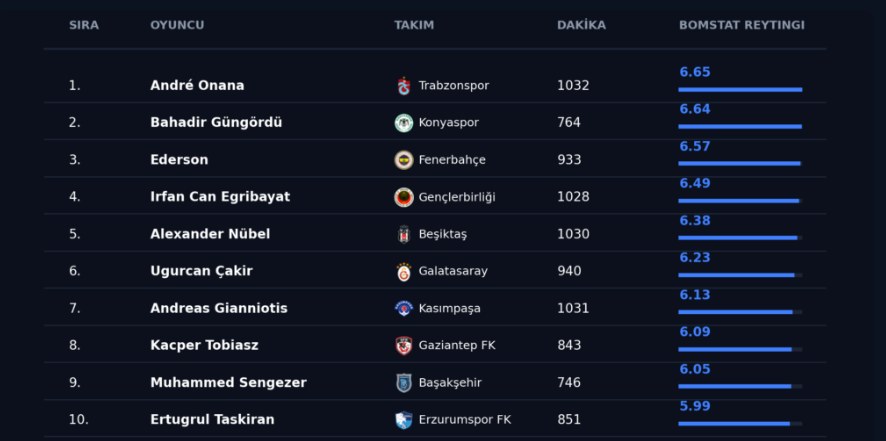 SIRA OYUNCU TAKIM DAKİKA BOMSTAT REYTINGI
1. André Onana Trabzonspor 1032 6.65
2. Bahadir Güngördü Konyaspor 764 6.64
3. Ederson Fenerbahçe 933 6.57
4. Irfan Can Egribayat Gençlerbirliği 1028 6.49
5. Alexander Nübel Beşiktaş 1030 6.38
6. Ugurcan Çakir Galatasaray 940 6.23
7. Andreas Gianniotis Kasımpaşa 1031 6.13
8. Kacper Tobiasz Gaziantep FK 843 6.09
9. Muhammed Sengezer Başakşehir 746 6.05
10. Ertugrul Taskiran Erzurumspor FK 851 5.99